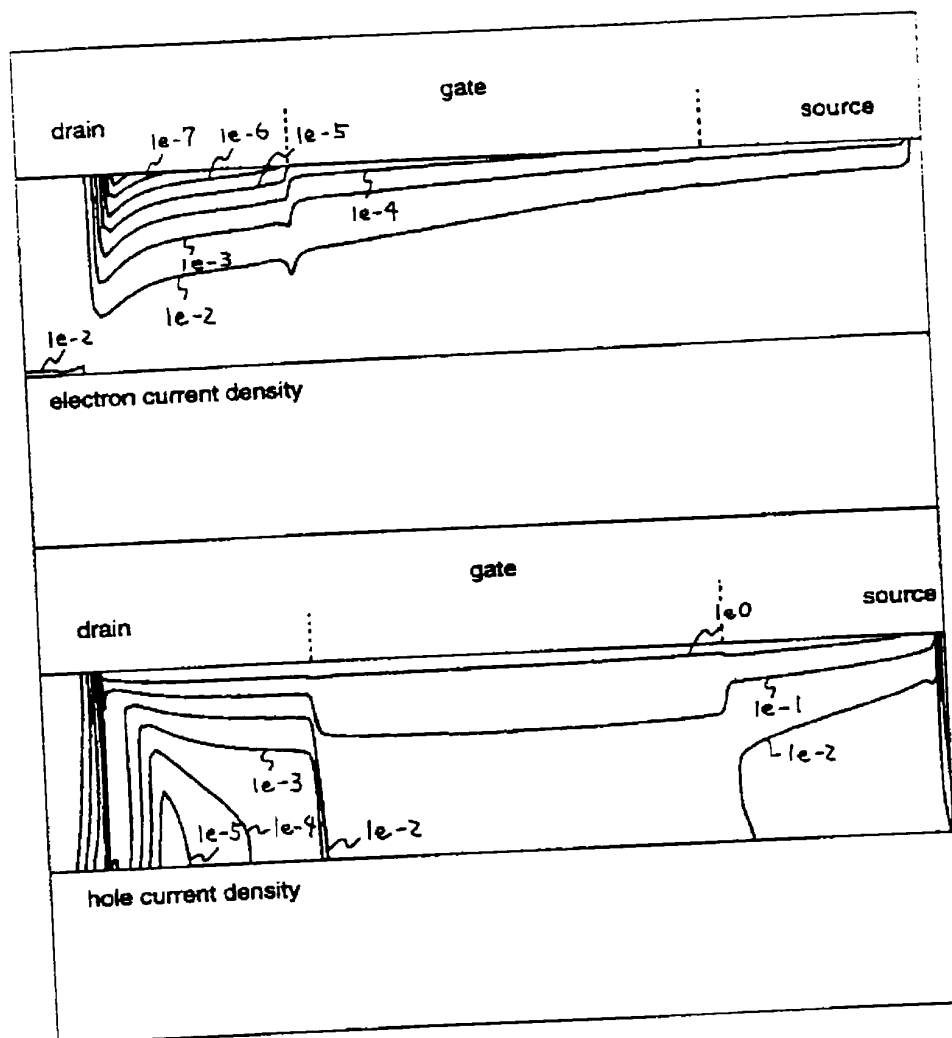 gate
drain
source
1e-7
1e-6
1e-5
1e-4
1e-3
1e-2
1e-2
electron current density
gate
drain
source
1e0
1e-1
1e-2
1e-3
1e-5
1e-4
1e-2
hole current density